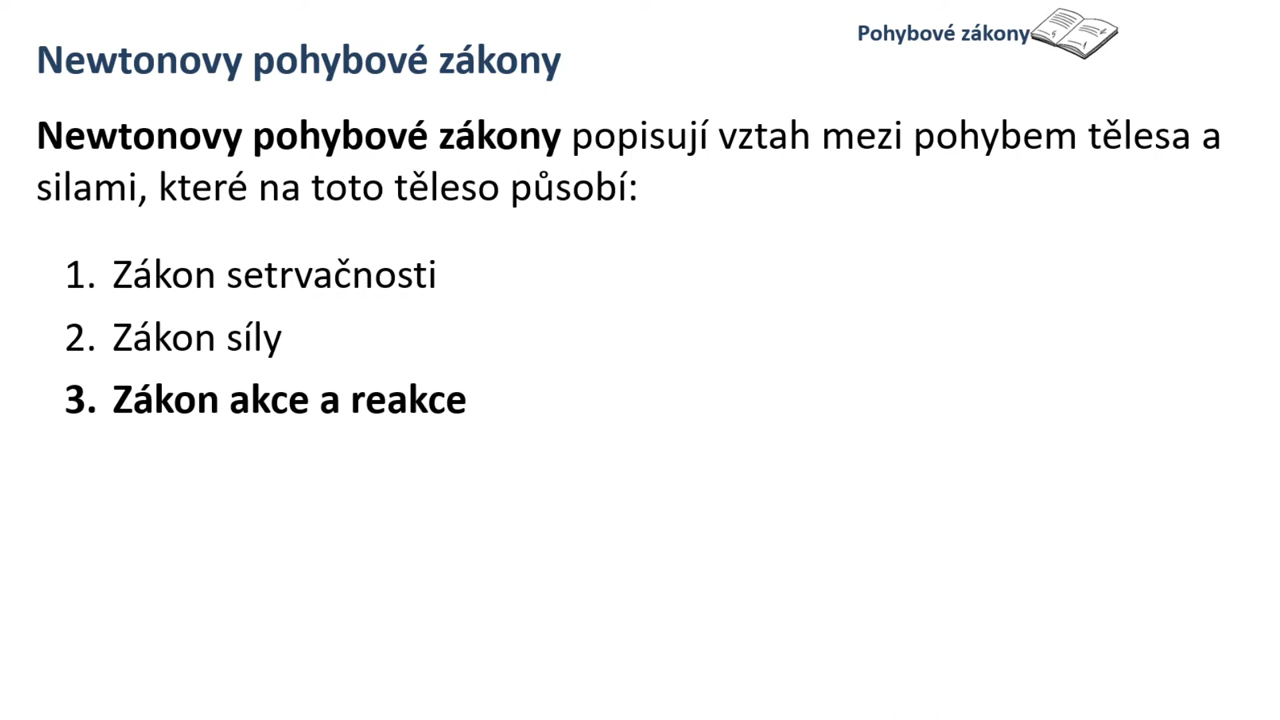 Pohybové zákony
Newtonovy pohybové zákony
Newtonovy pohybové zákony popisují vztah mezi pohybem tělesa a
silami, které na toto těleso působí:
1. Zákon setrvačnosti
2. Zákon síly
3. Zákon akce a reakce